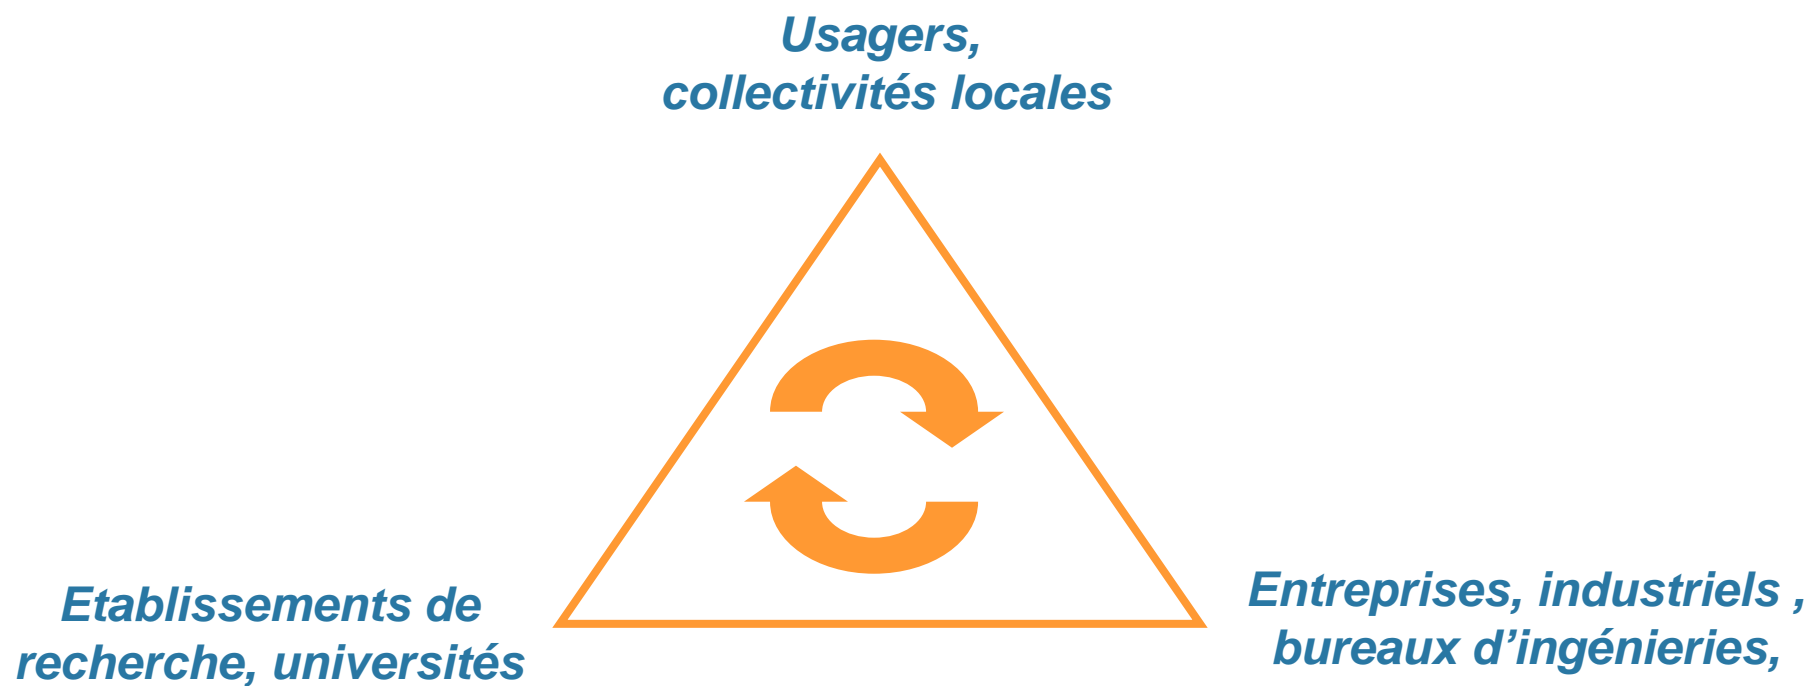 Usagers,
collectivités locales
Etablissements de
recherche, universités
Entreprises, industriels ,
bureaux d'ingénieries,